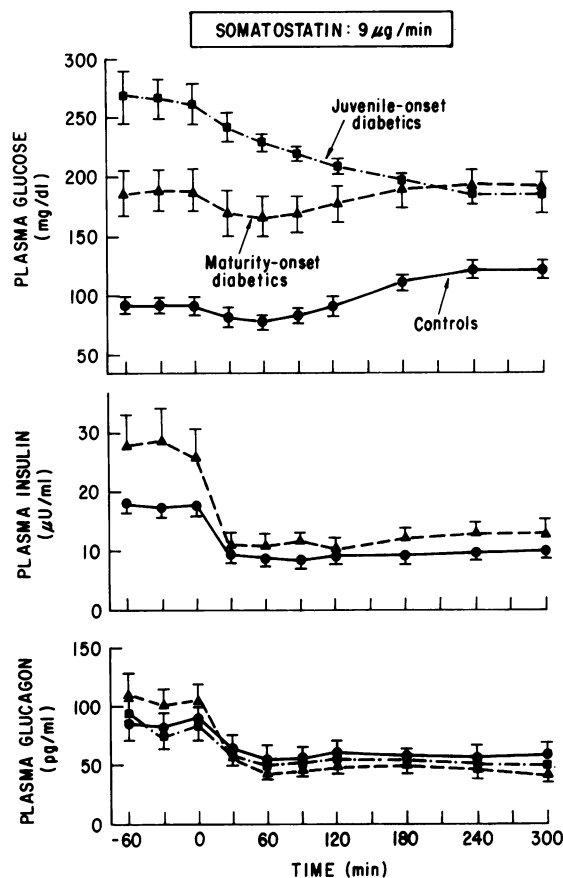 SOMATOSTATIN: 9 µg/min
300
250
200
150
100
50
PLASMA GLUCOSE
(mg/dl)
Juvenile-onset
diabetics
Maturity-onset
diabetics
Controls
30
20
10
0
PLASMA INSULIN
(µU/ml)
150
100
50
0
PLASMA GLUCAGON
(pg/ml)
-60 0 60 120 180 240 300
TIME (min)